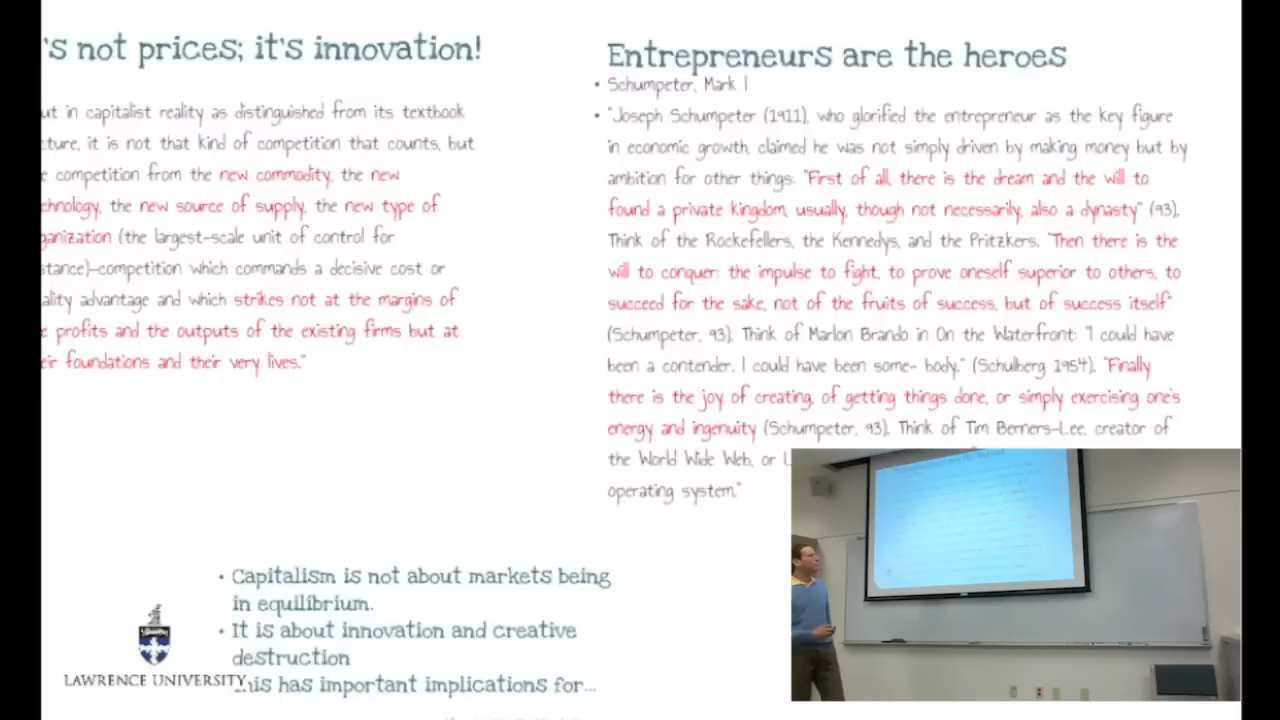 's not prices; it's innovation!
ut in capitalist reality as distinguished from its textbook
cture, it is not that kind of competition that counts, but
e competition from the new commodity, the new
chnology, the new source of supply, the new type of
ganization (the largest-scale unit of control for
stance)-competition which commands a decisive cost or
ality advantage and which strikes not at the margins of
e profits and the outputs of the existing firms but at
eir foundations and their very lives."
Entrepreneurs are the heroes
• Schumpeter, Mark I
• "Joseph Schumpeter (1911), who glorified the entrepreneur as the key figure
in economic growth, claimed he was not simply driven by making money but by
ambition for other things: "First of all, there is the dream and the will to
found a private kingdom, usually, though not necessarily, also a dynasty" (93).
Think of the Rockefellers, the Kennedys, and the Pritzkers. "Then there is the
will to conquer: the impulse to fight, to prove oneself superior to others, to
succeed for the sake, not of the fruits of success, but of success itself"
(Schumpeter, 93). Think of Marlon Brando in On the Waterfront: "I could have
been a contender, I could have been some- body." (Schulberg 1954). "Finally
there is the joy of creating, of getting things done, or simply exercising one's
energy and ingenuity (Schumpeter, 93). Think of Tim Berners-Lee, creator of
the World Wide Web, or L
operating system."
• Capitalism is not about markets being
in equilibrium.
• It is about innovation and creative
destruction
his has important implications for...
LAWRENCE UNIVERSITY